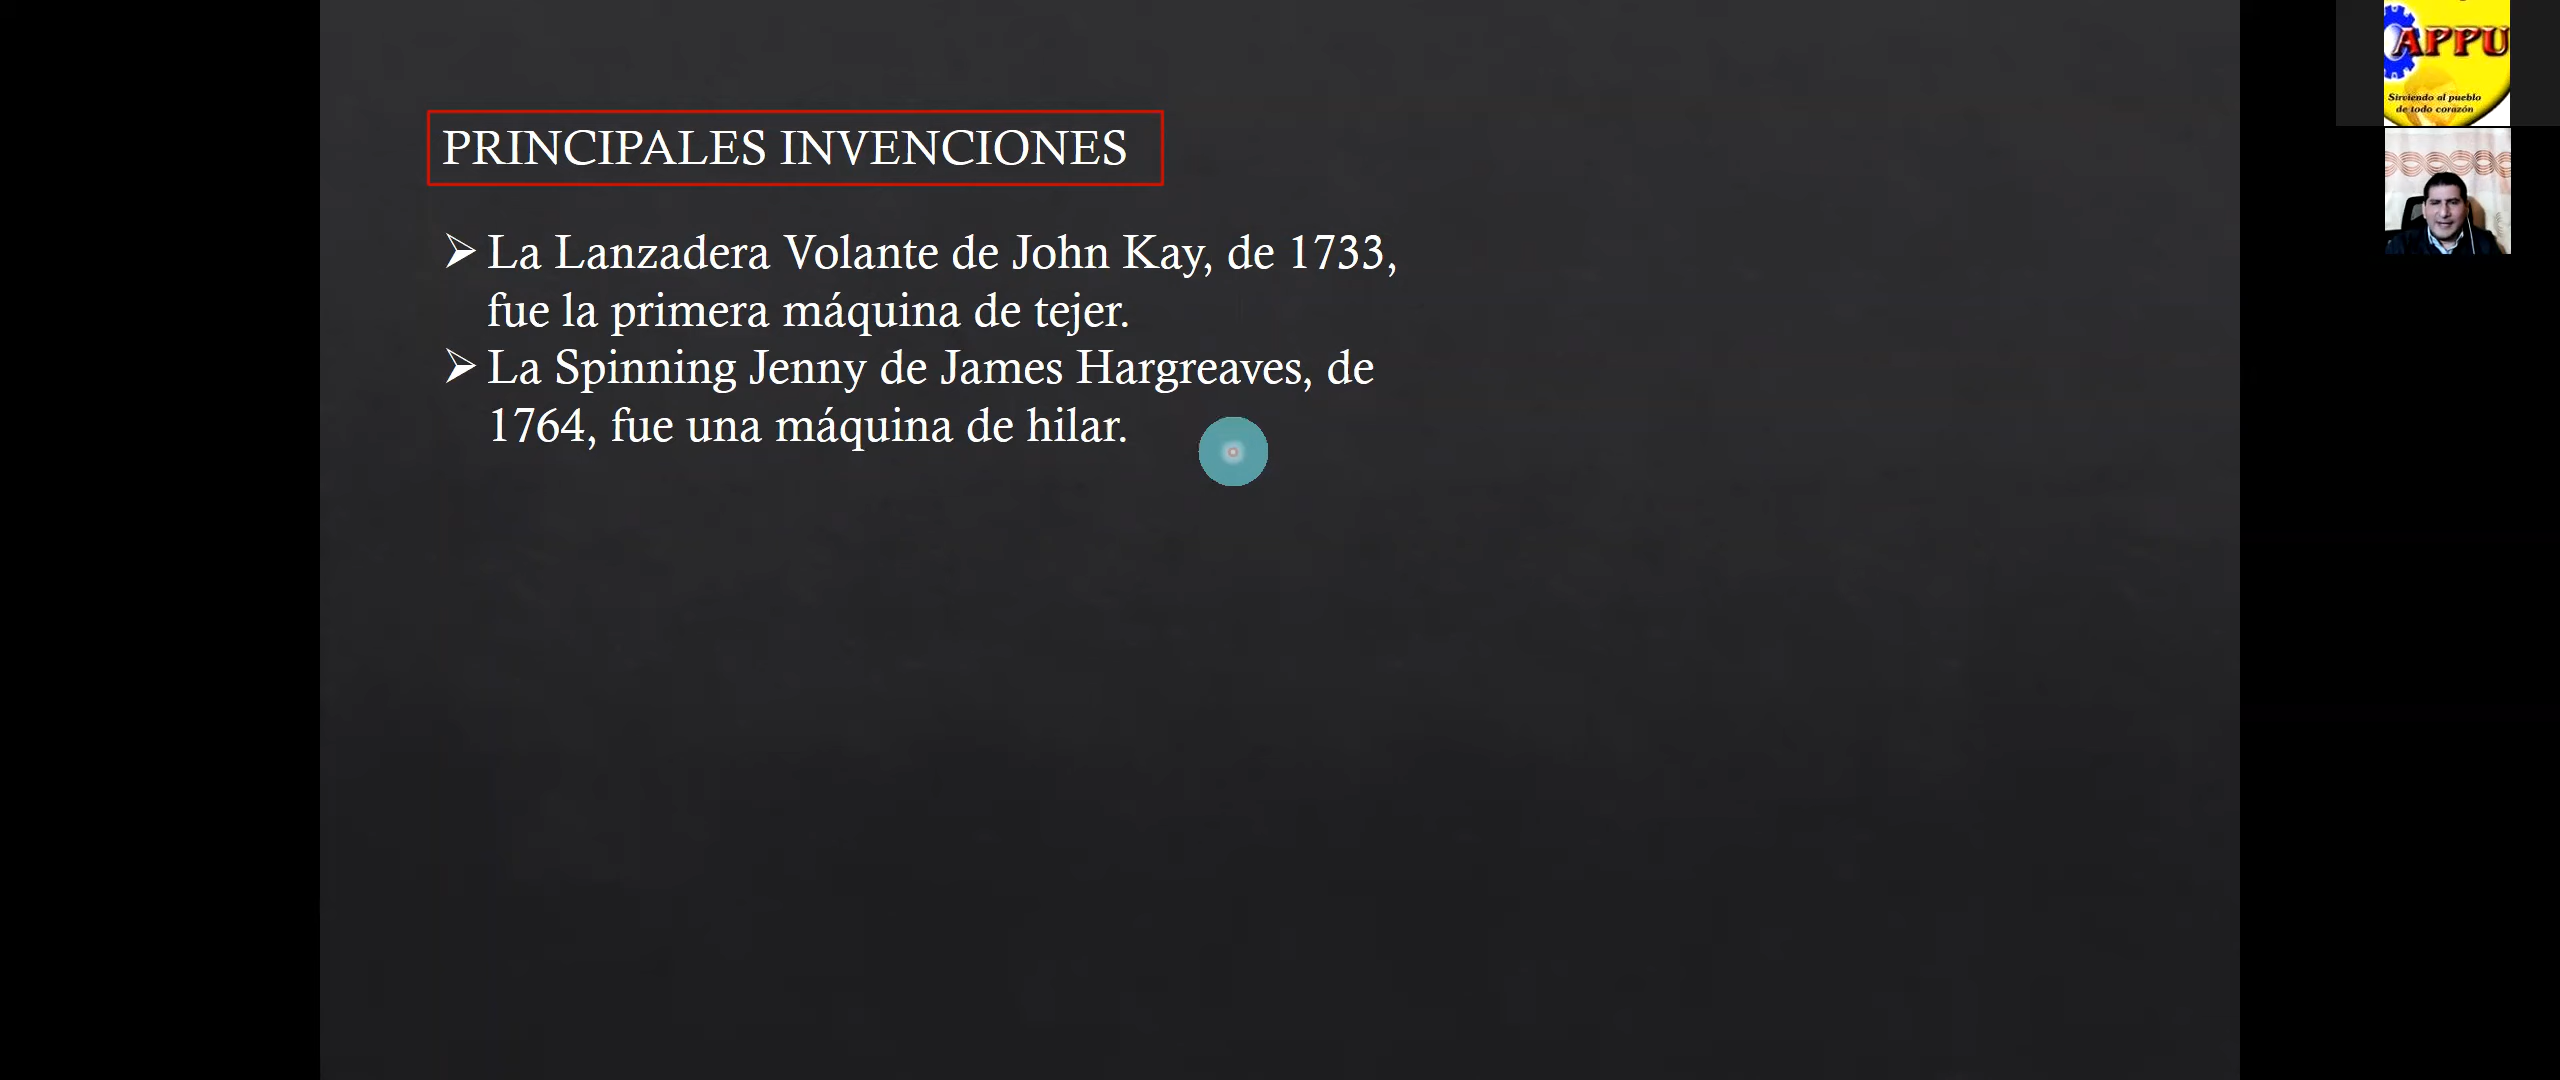 PRINCIPALES INVENCIONES
➢ La Lanzadera Volante de John Kay, de 1733,
fue la primera máquina de tejer.
➢ La Spinning Jenny de James Hargreaves, de
1764, fue una máquina de hilar.
APPU
Sirviendo al pueblo
de todo corazón